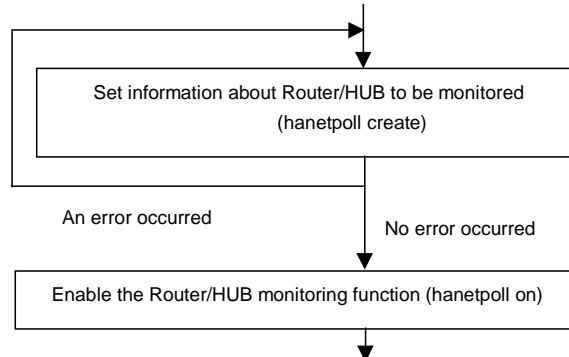 Set information about Router/HUB to be monitored
(hanetpoll create)
An error occurred
No error occurred
Enable the Router/HUB monitoring function (hanetpoll on)